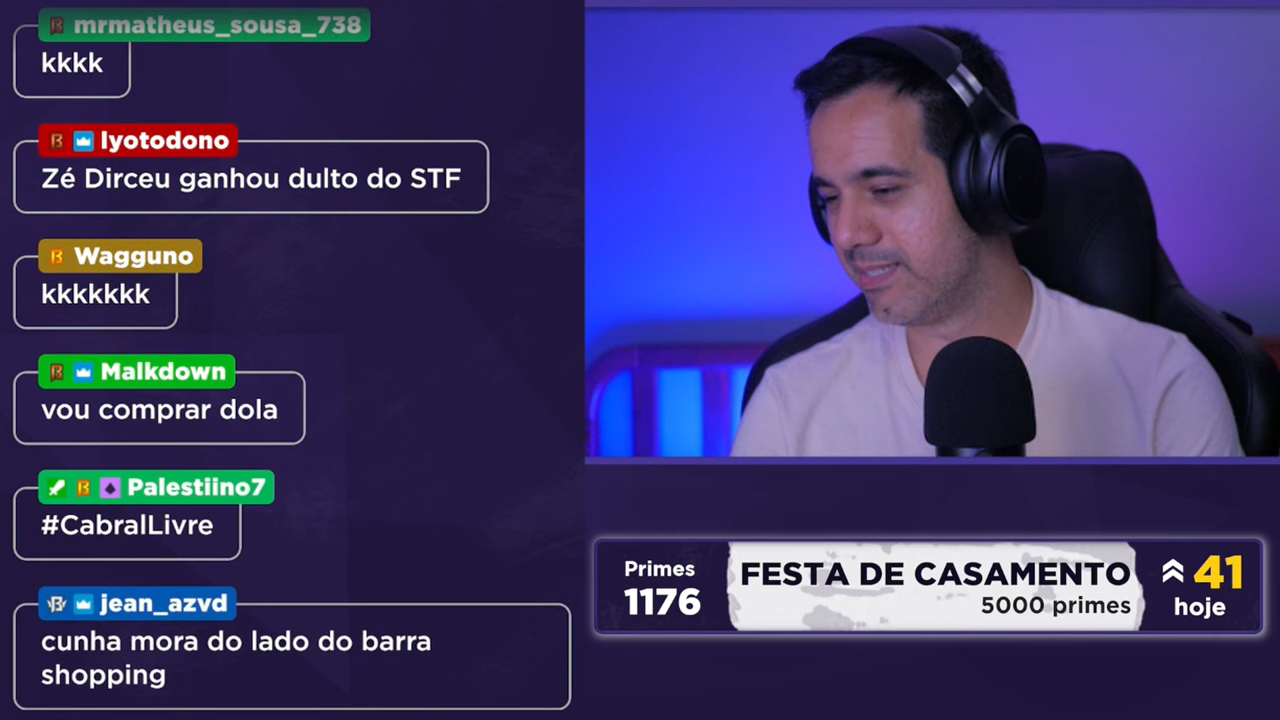 mrmatheus_sousa_738
kkkk
lyotodono
Zé Dirceu ganhou dulto do STF
Wagguno
kkkkkkk
Malkdown
vou comprar dola
Palestiino7
#CabralLivre
jean_azvd
cunha mora do lado do barra
shopping
Primes
1176
FESTA DE CASAMENTO
5000 primes
41
hoje